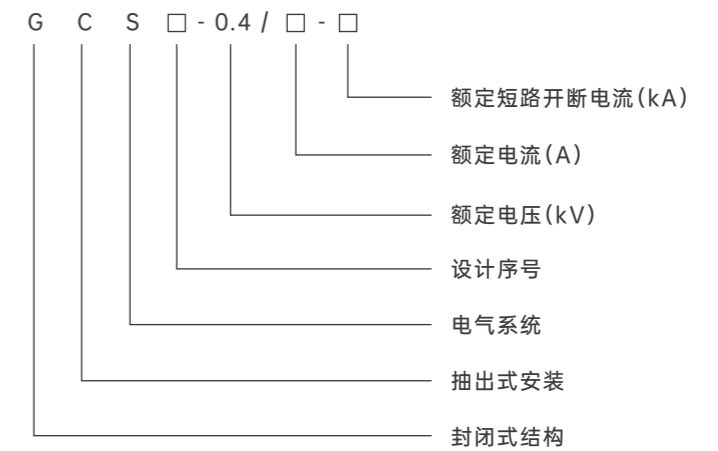 G C S □ - 0.4 / □ - □
额定短路开断电流(kA)
额定电流(A)
额定电压(kV)
设计序号
电气系统
抽出式安装
封闭式结构